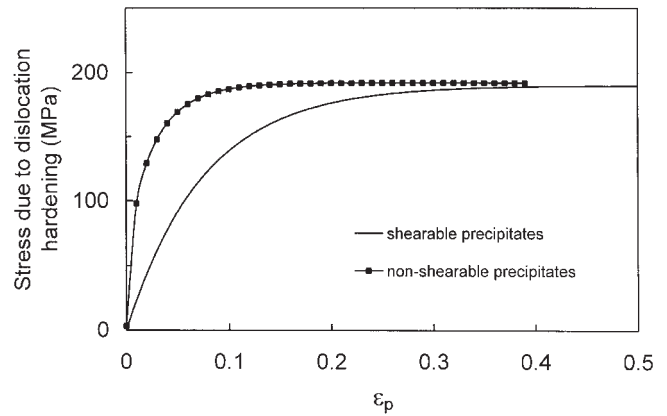 Stress due to dislocation
hardening (MPa)
200
100
0
shearable precipitates
non-shearable precipitates
0 0.1 0.2 0.3 0.4 0.5
εp